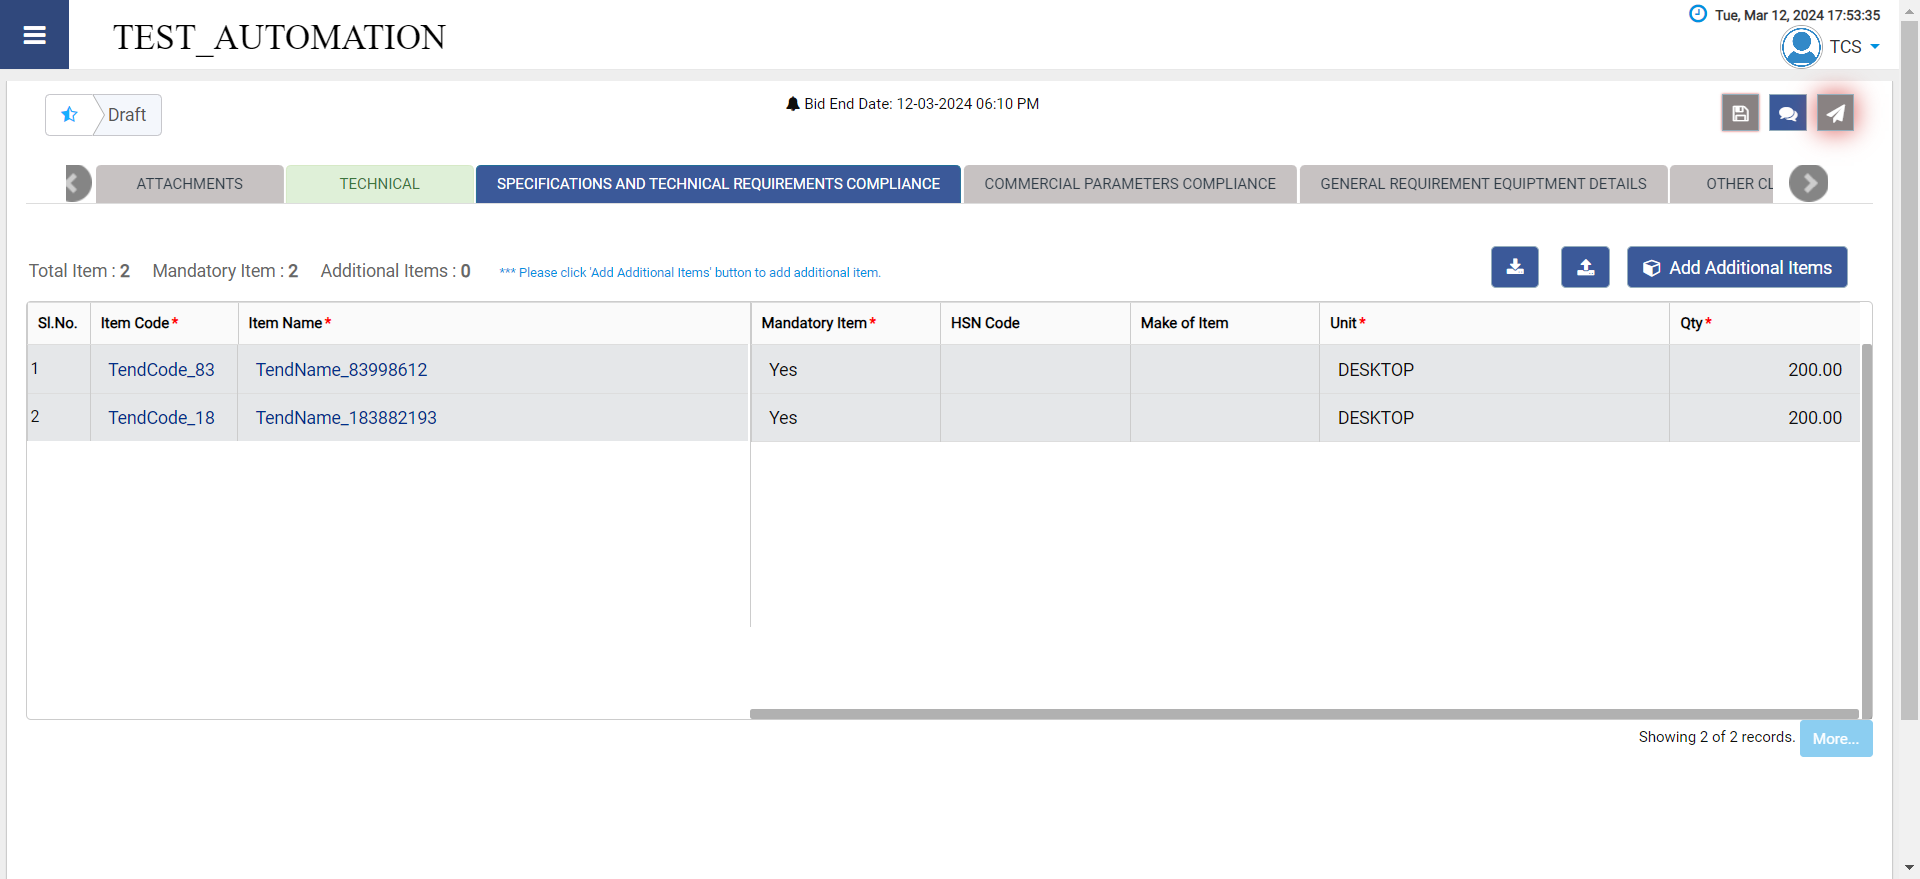 TEST_AUTOMATION
Tue, Mar 12, 2024 17:53:35
TCS
Draft
Bid End Date: 12-03-2024 06:10 PM
ATTACHMENTS TECHNICAL SPECIFICATIONS AND TECHNICAL REQUIREMENTS COMPLIANCE COMMERCIAL PARAMETERS COMPLIANCE GENERAL REQUIREMENT EQUIPTMENT DETAILS OTHER CL
Total Item : 2 Mandatory Item : 2 Additional Items : 0 *** Please click 'Add Additional Items' button to add additional item. Add Additional Items
Sl.No. Item Code* Item Name* Mandatory Item* HSN Code Make of Item Unit* Qty*
1 TendCode_83 TendName_83998612 Yes DESKTOP 200.00
2 TendCode_18 TendName_183882193 Yes DESKTOP 200.00
Showing 2 of 2 records. More...